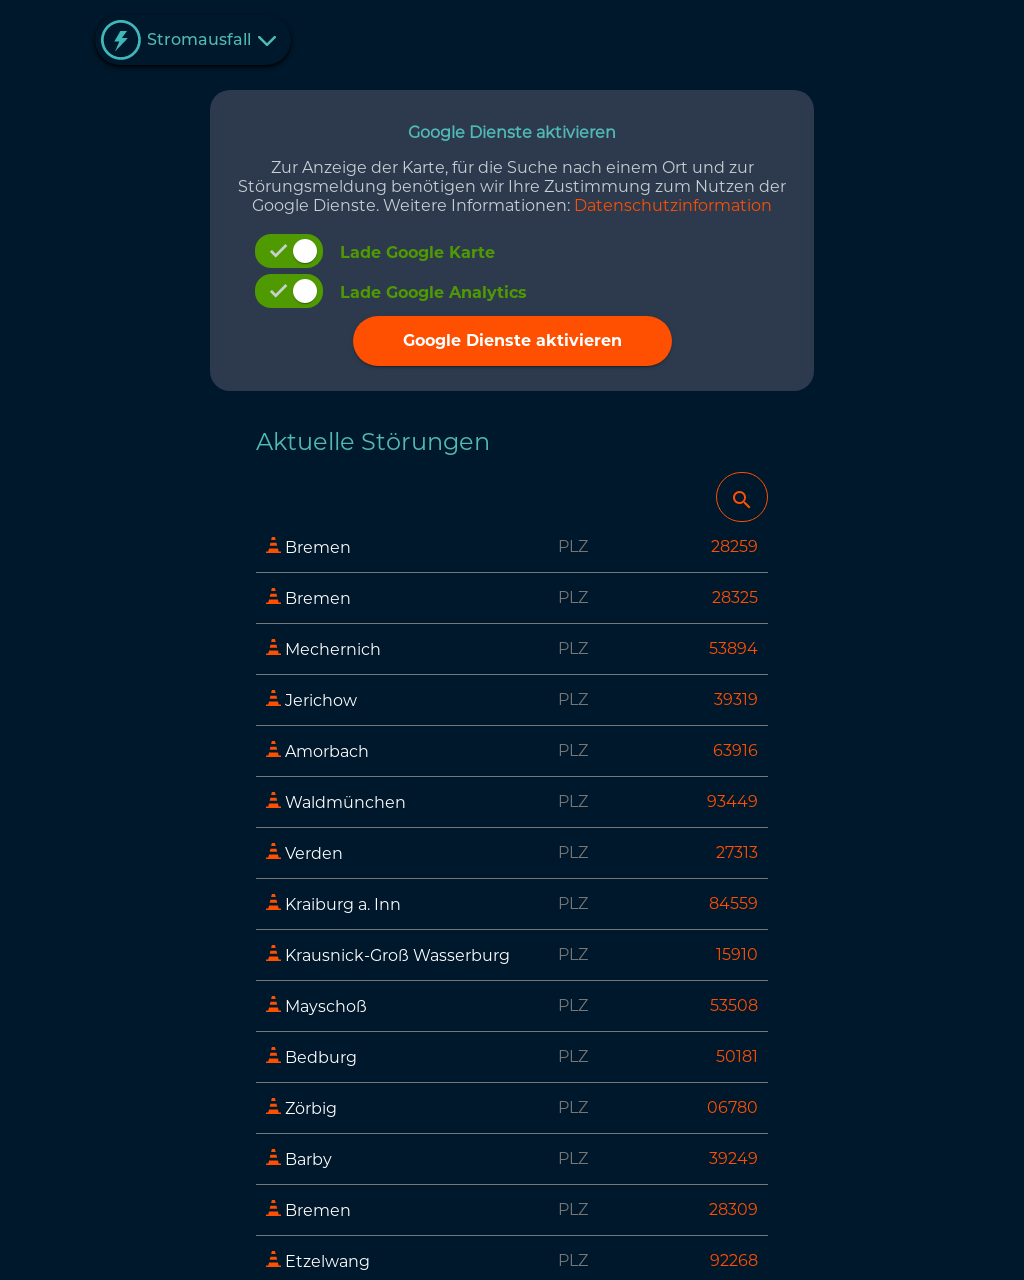 Stromausfall
Google Dienste aktivieren
Zur Anzeige der Karte, für die Suche nach einem Ort und zur
Störungsmeldung benötigen wir Ihre Zustimmung zum Nutzen der
Google Dienste. Weitere Informationen: Datenschutzinformation
Lade Google Karte
Lade Google Analytics
Google Dienste aktivieren
Aktuelle Störungen
Bremen PLZ 28259
Bremen PLZ 28325
Mechernich PLZ 53894
Jerichow PLZ 39319
Amorbach PLZ 63916
Waldmünchen PLZ 93449
Verden PLZ 27313
Kraiburg a. Inn PLZ 84559
Krausnick-Groß Wasserburg PLZ 15910
Mayschoß PLZ 53508
Bedburg PLZ 50181
Zörbig PLZ 06780
Barby PLZ 39249
Bremen PLZ 28309
Etzelwang PLZ 92268